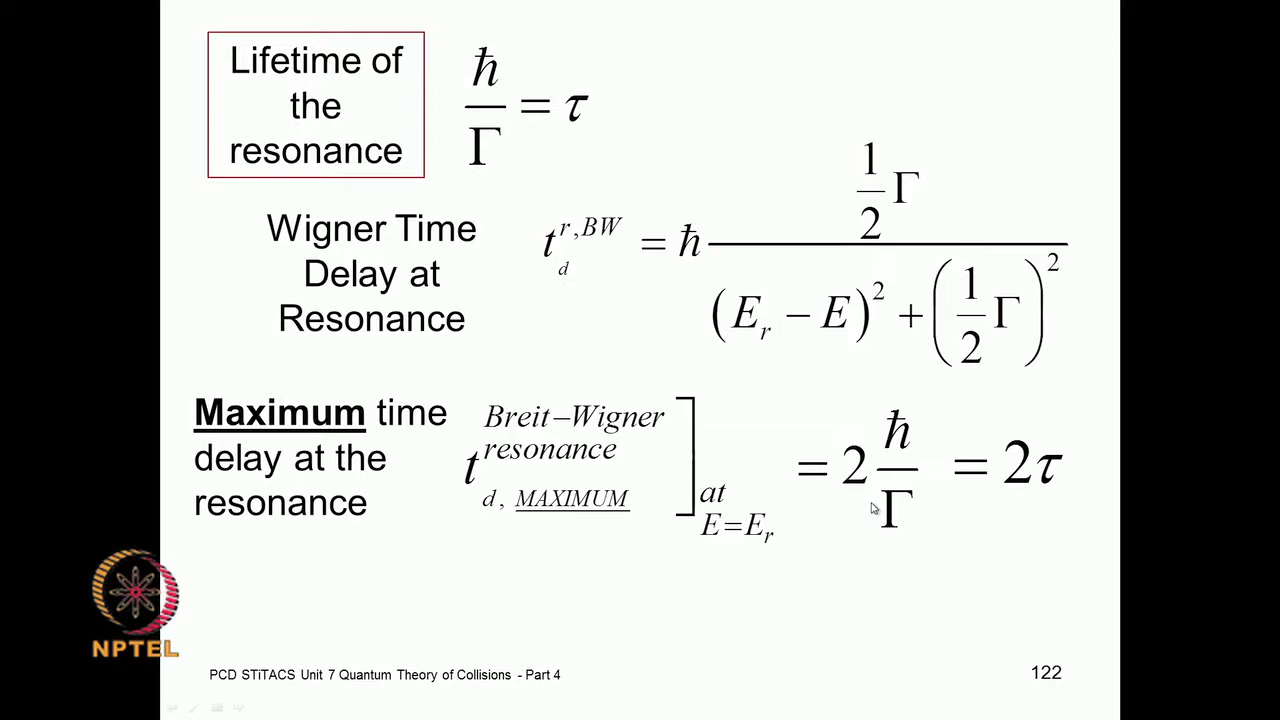 Lifetime of
the
resonance
ħ/Γ = τ
Wigner Time
Delay at
Resonance
t_d^{r,BW} = ħ (1/2 Γ) / ((E_r − E)^2 + (1/2 Γ)^2)
Maximum time
delay at the
resonance
t_{d, MAXIMUM}^{Breit−Wigner resonance}]_{at E=E_r} = 2 ħ/Γ = 2τ
NPTEL
PCD STiTACS Unit 7 Quantum Theory of Collisions - Part 4
122